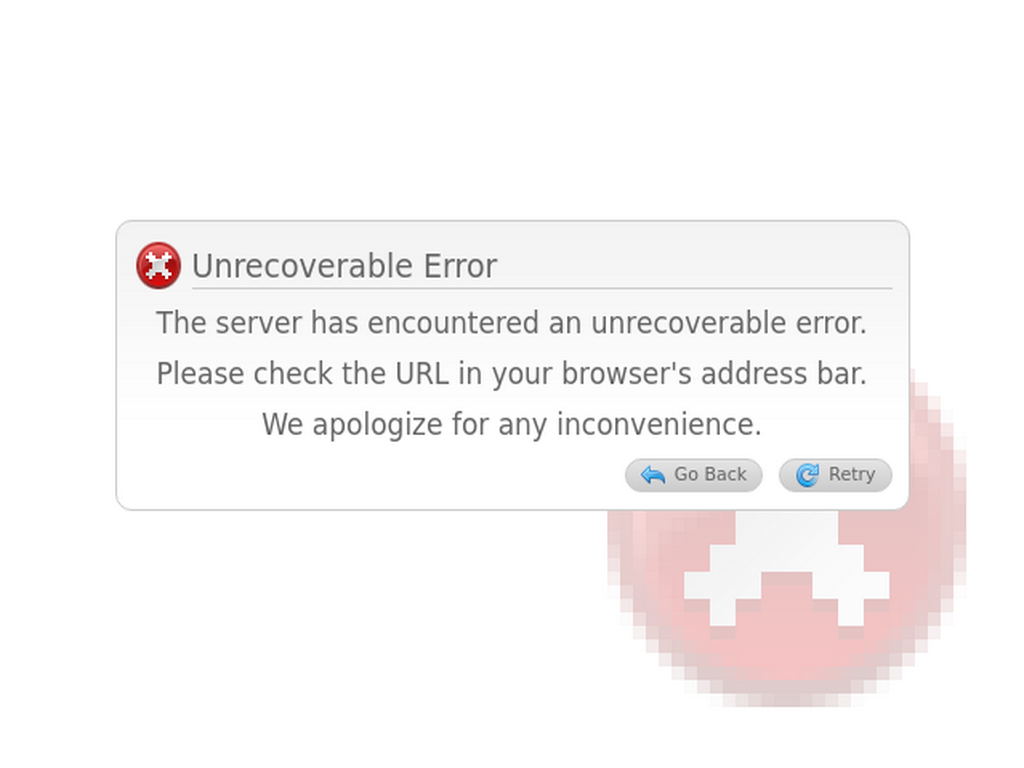 Unrecoverable Error
The server has encountered an unrecoverable error.
Please check the URL in your browser's address bar.
We apologize for any inconvenience.
Go Back Retry